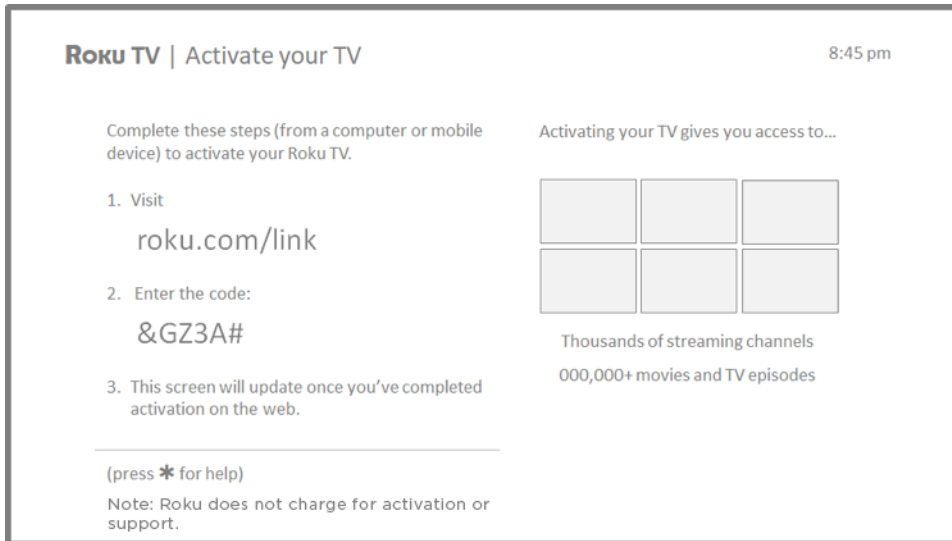 Roku TV | Activate your TV
8:45 pm
Complete these steps (from a computer or mobile
device) to activate your Roku TV.
1. Visit
roku.com/link
2. Enter the code:
&GZ3A#
3. This screen will update once you've completed
activation on the web.
(press ✱ for help)
Note: Roku does not charge for activation or
support.
Activating your TV gives you access to...
Thousands of streaming channels
000,000+ movies and TV episodes